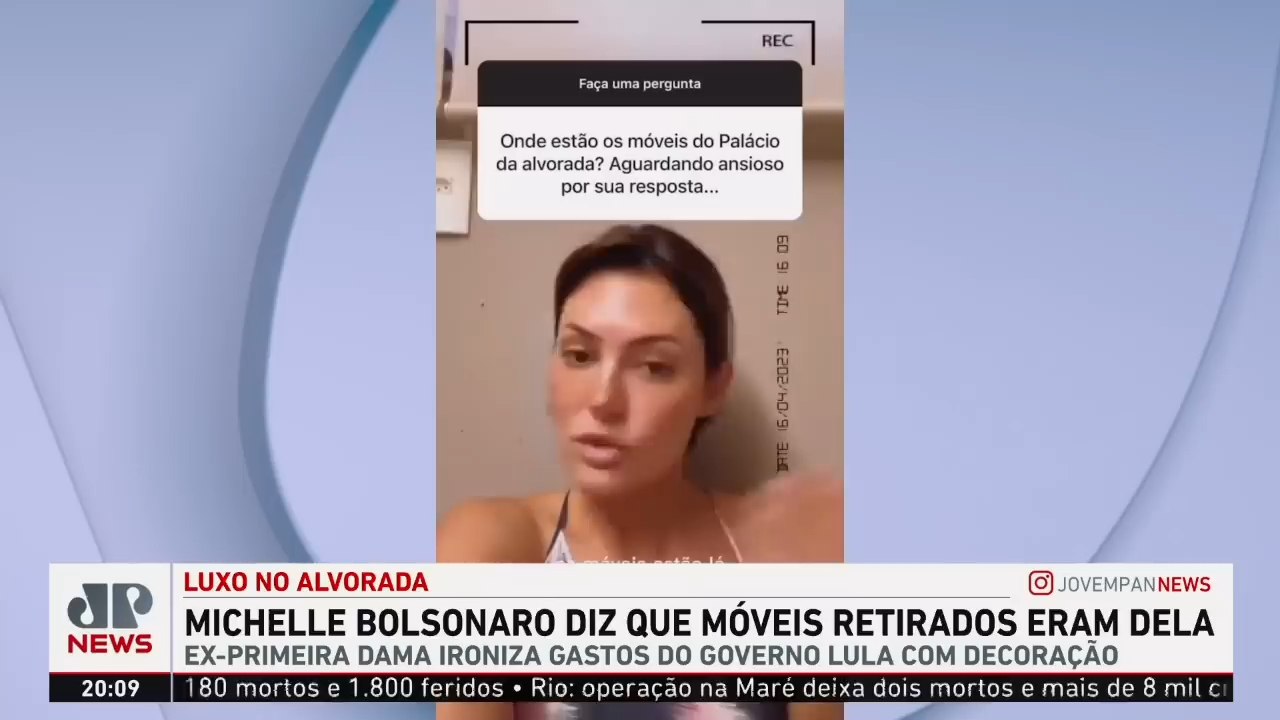 REC
Faça uma pergunta
Onde estão os móveis do Palácio
da alvorada? Aguardando ansioso
por sua resposta...
TIME 16 09
DATE 16/04/2023
móveis estão lá
LUXO NO ALVORADA
JOVEMPANNEWS
JP
NEWS
MICHELLE BOLSONARO DIZ QUE MÓVEIS RETIRADOS ERAM DELA
EX-PRIMEIRA DAMA IRONIZA GASTOS DO GOVERNO LULA COM DECORAÇÃO
20:09
180 mortos e 1.800 feridos • Rio: operação na Maré deixa dois mortos e mais de 8 mil